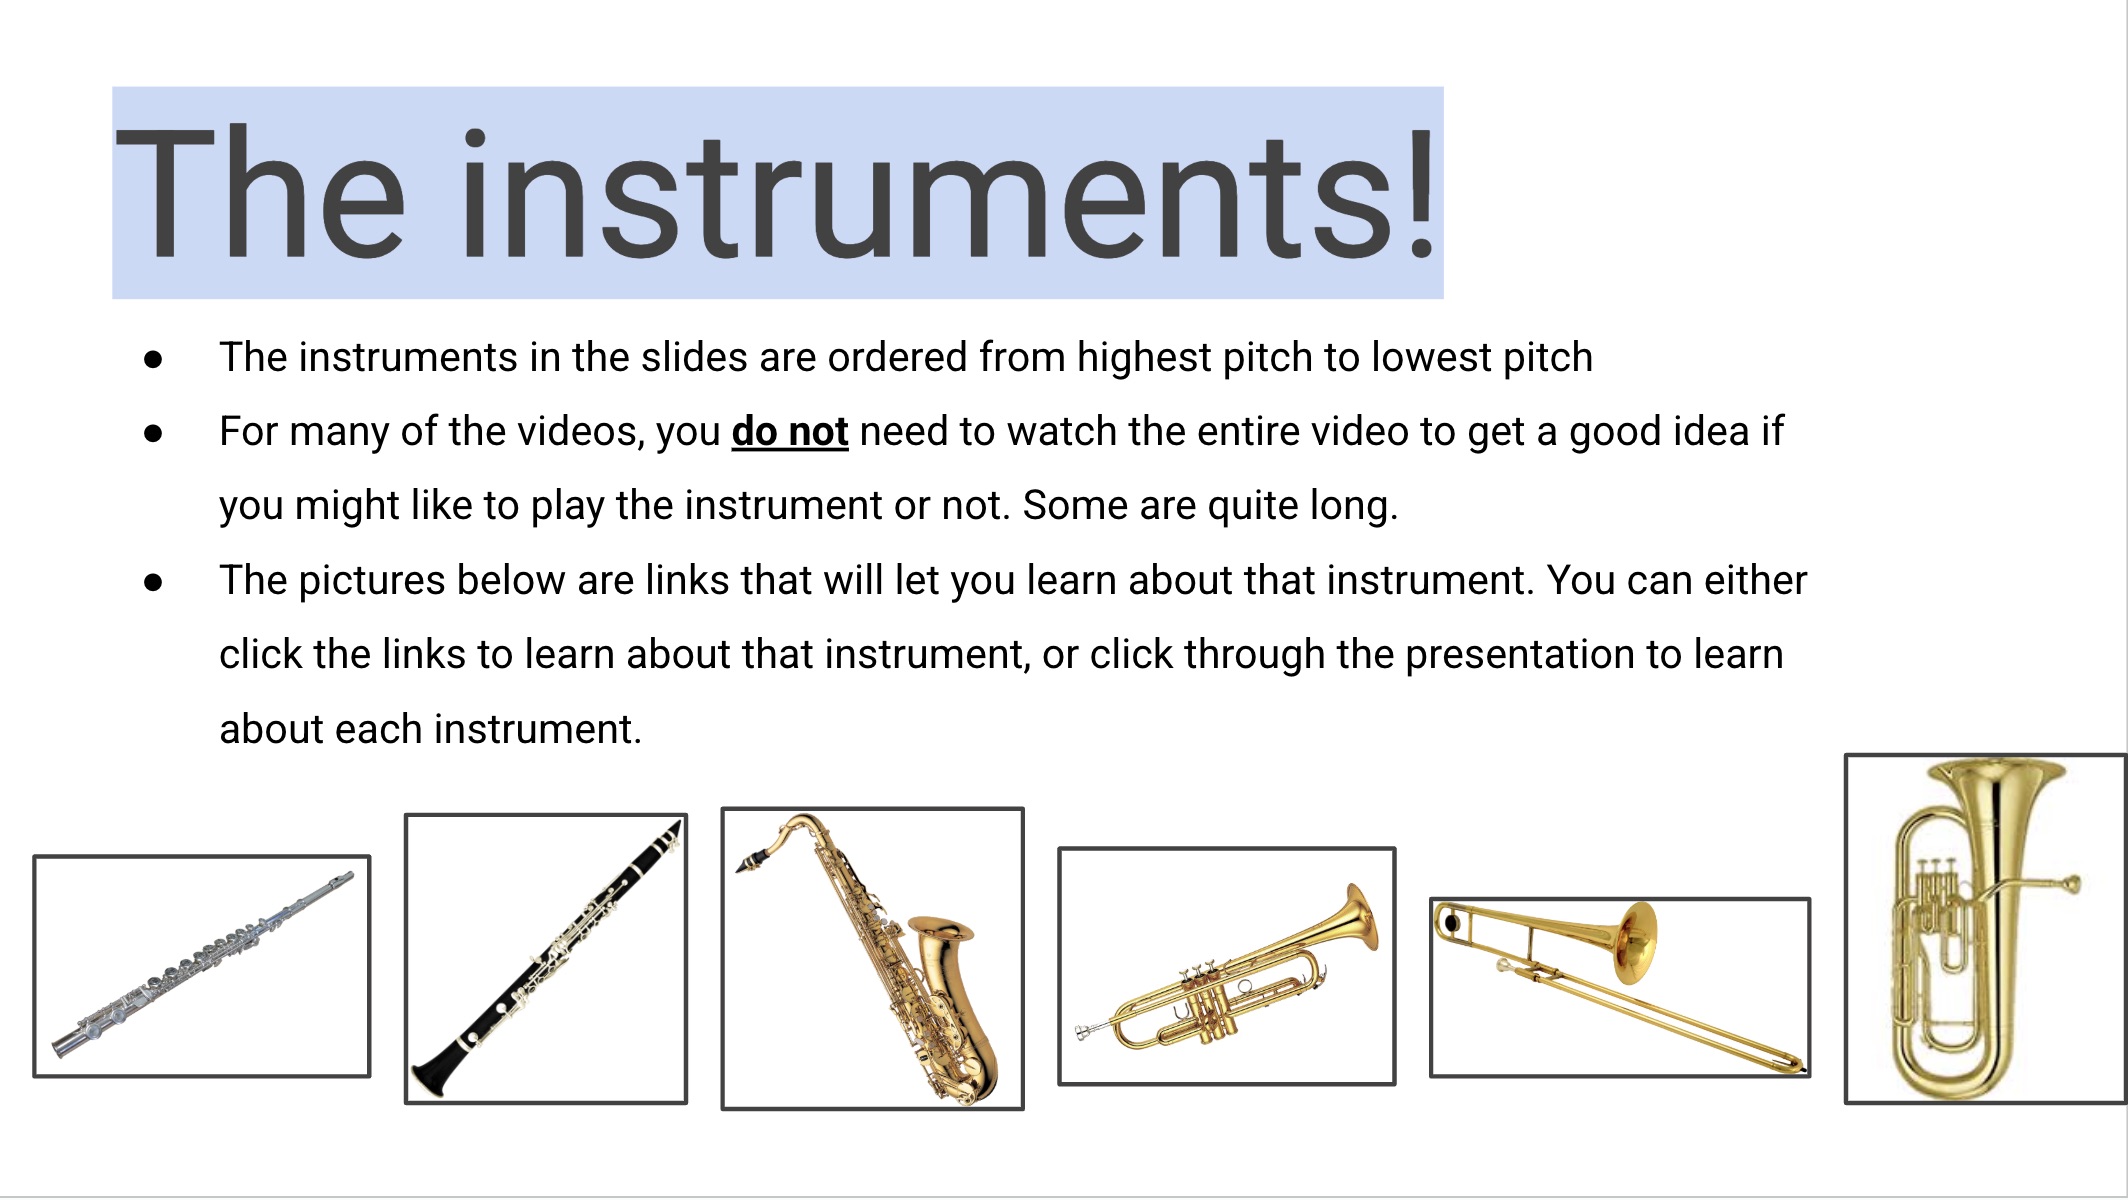 The instruments!
● The instruments in the slides are ordered from highest pitch to lowest pitch
● For many of the videos, you do not need to watch the entire video to get a good idea if
you might like to play the instrument or not. Some are quite long.
● The pictures below are links that will let you learn about that instrument. You can either
click the links to learn about that instrument, or click through the presentation to learn
about each instrument.